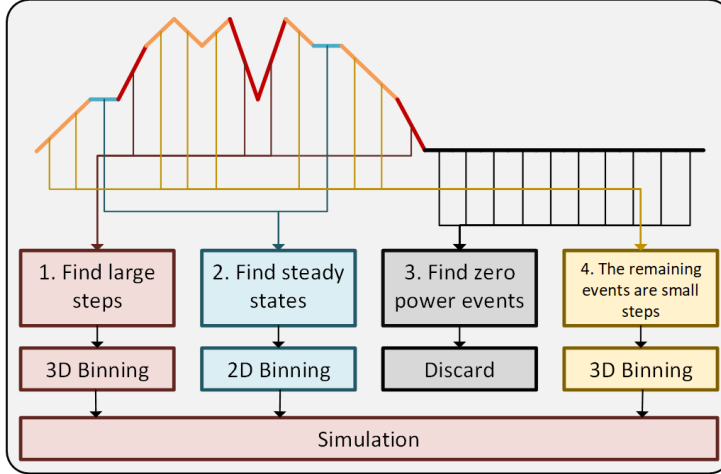 1. Find large
steps
2. Find steady
states
3. Find zero
power events
4. The remaining
events are small
steps
3D Binning
2D Binning
Discard
3D Binning
Simulation